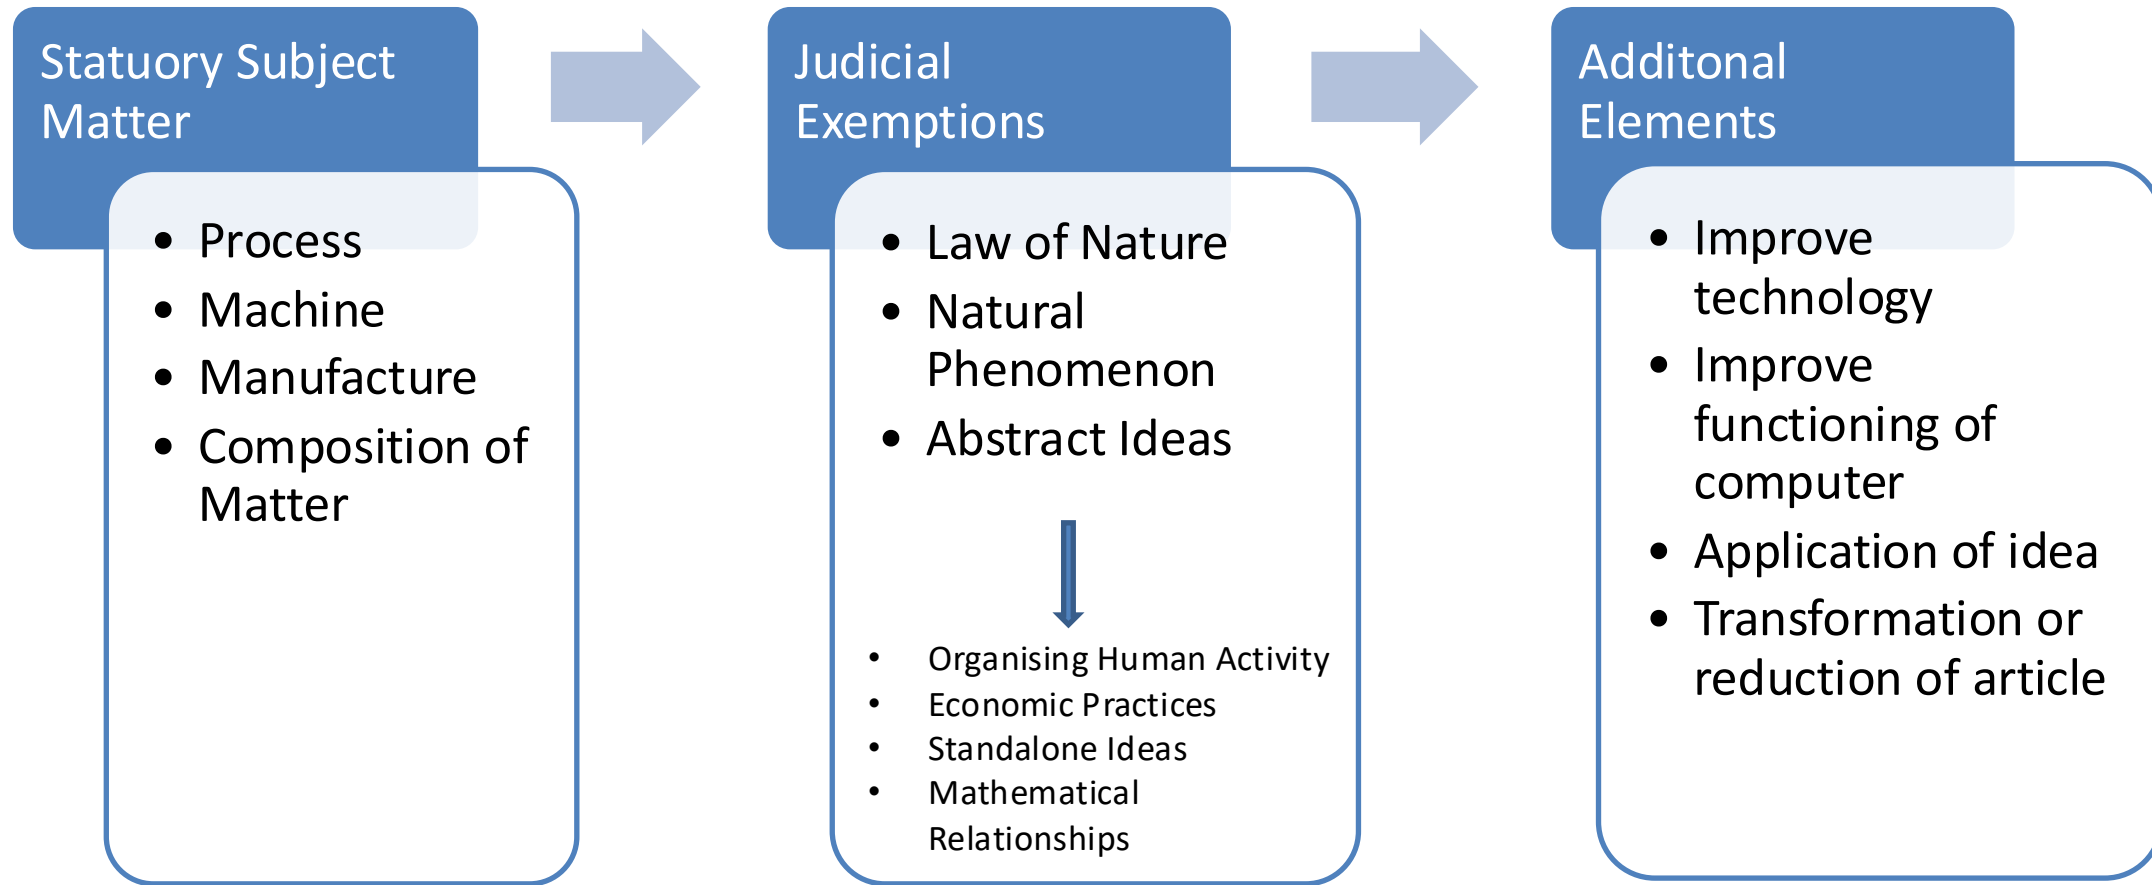 Statuory Subject
Matter
• Process
• Machine
• Manufacture
• Composition of
Matter
Judicial
Exemptions
• Law of Nature
• Natural
Phenomenon
• Abstract Ideas
• Organising Human Activity
• Economic Practices
• Standalone Ideas
• Mathematical
Relationships
Additonal
Elements
• Improve
technology
• Improve
functioning of
computer
• Application of idea
• Transformation or
reduction of article